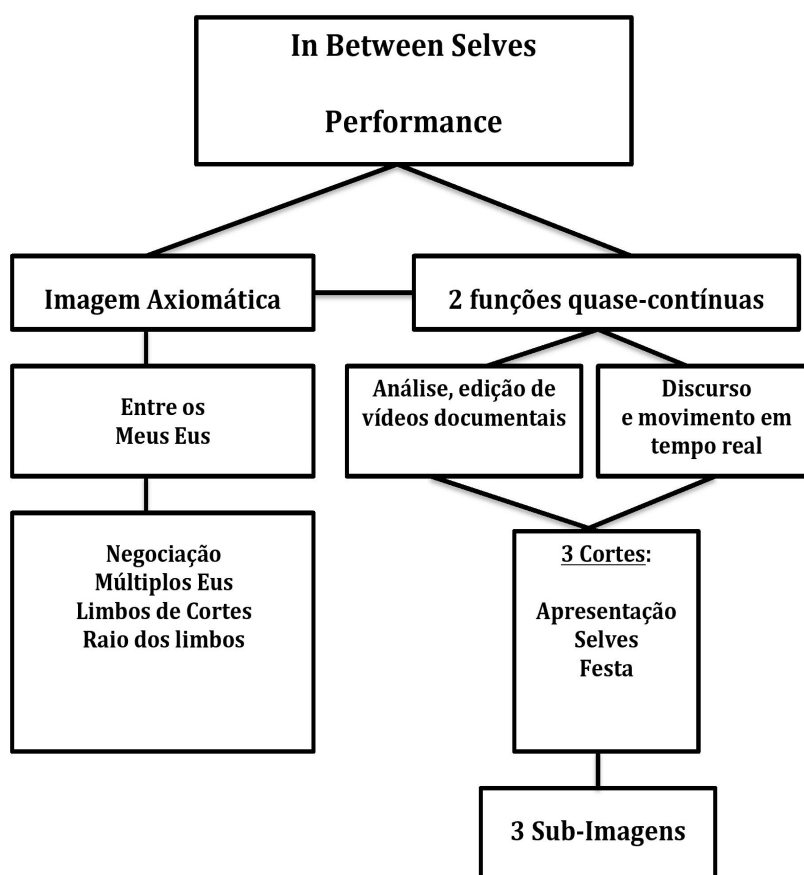 In Between Selves
Performance
Imagem Axiomática
2 funções quase-contínuas
Entre os
Meus Eus
Análise, edição de
vídeos documentais
Discurso
e movimento em
tempo real
Negociação
Múltiplos Eus
Limbos de Cortes
Raio dos limbos
3 Cortes:
Apresentação
Selves
Festa
3 Sub-Imagens